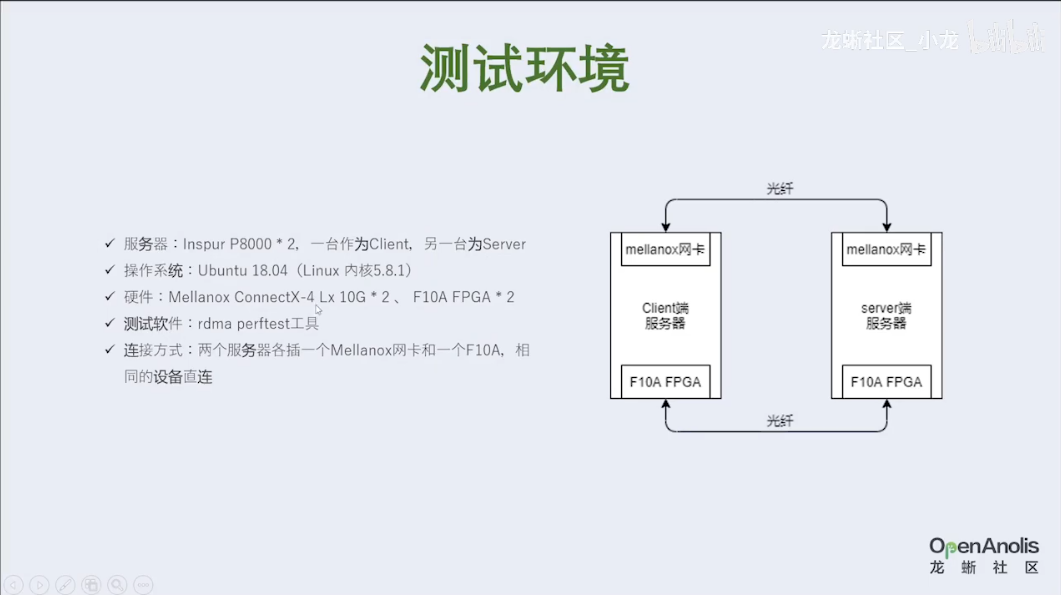 龙蜥社区_小龙 bilibili
测试环境
光纤
✓ 服务器：Inspur P8000 * 2，一台作为Client，另一台为Server
✓ 操作系统：Ubuntu 18.04（Linux 内核5.8.1）
✓ 硬件：Mellanox ConnectX-4 Lx 10G * 2 、 F10A FPGA * 2
✓ 测试软件：rdma perftest工具
✓ 连接方式：两个服务器各插一个Mellanox网卡和一个F10A，相
同的设备直连
mellanox网卡
Client端
服务器
F10A FPGA
mellanox网卡
server端
服务器
F10A FPGA
光纤
OpenAnolis
龙蜥社区